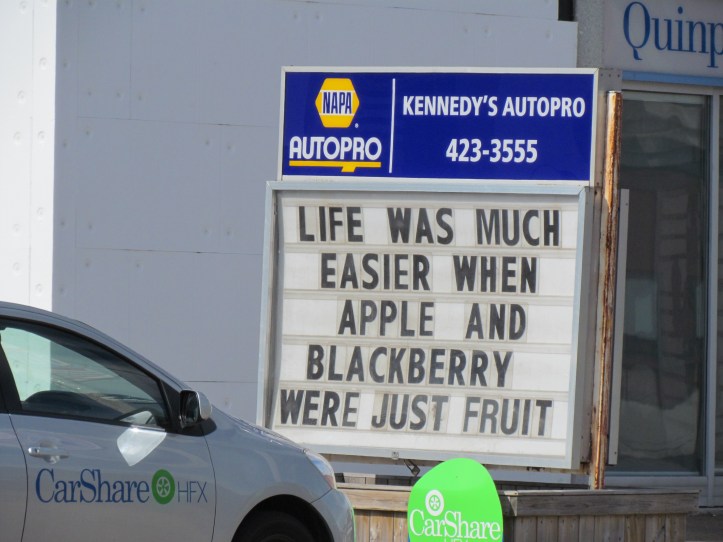 Quinp
NAPA
AUTOPRO
KENNEDY'S AUTOPRO
423-3555
LIFE WAS MUCH
EASIER WHEN
APPLE AND
BLACKBERRY
WERE JUST FRUIT
CarShare HFX
CarShare